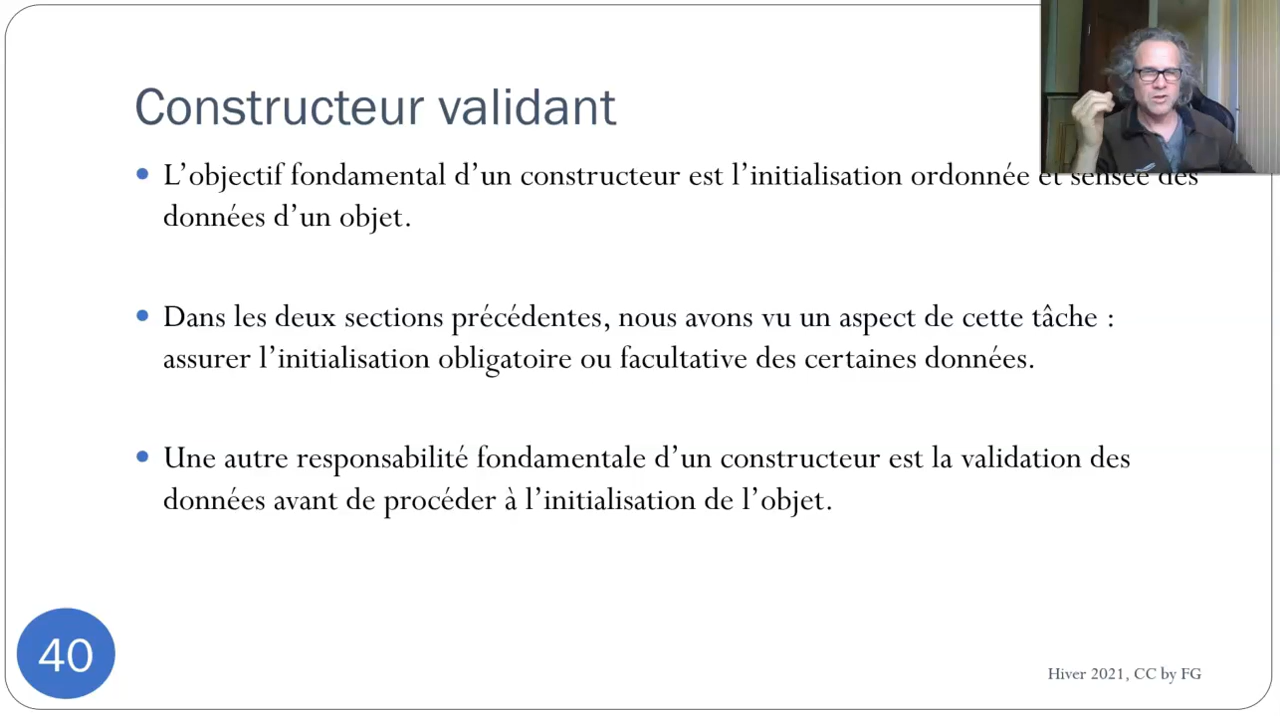 Constructeur validant
• L’objectif fondamental d’un constructeur est l’initialisation ordonnée et sensée des
données d’un objet.
• Dans les deux sections précédentes, nous avons vu un aspect de cette tâche :
assurer l’initialisation obligatoire ou facultative des certaines données.
• Une autre responsabilité fondamentale d’un constructeur est la validation des
données avant de procéder à l’initialisation de l’objet.
40
Hiver 2021, CC by FG